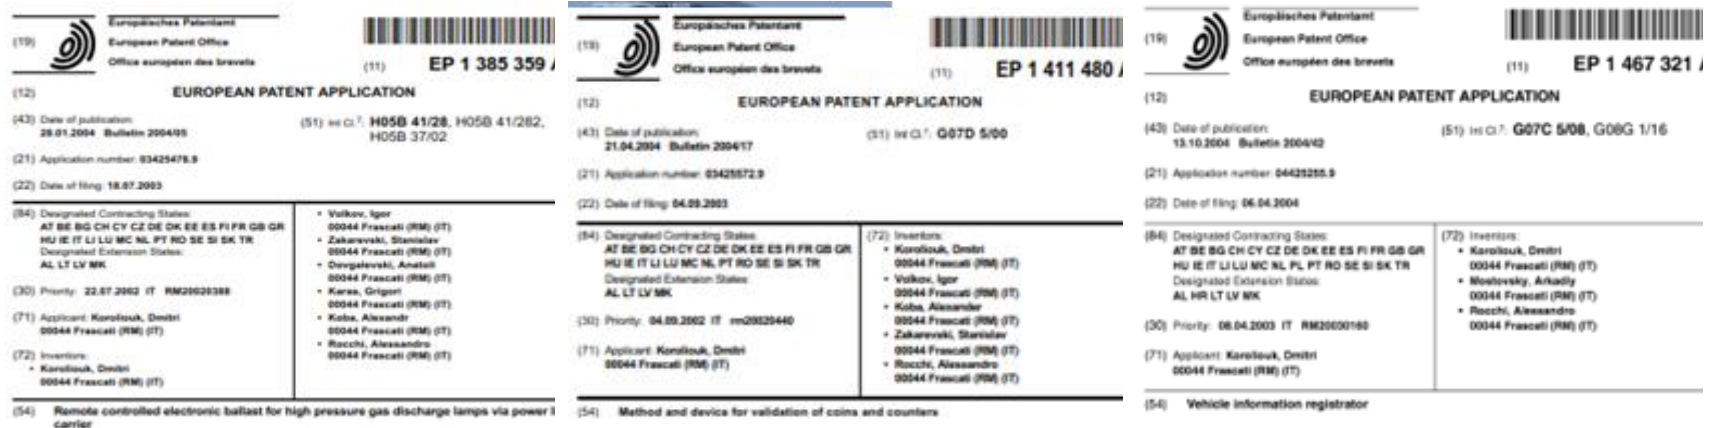 Europäisches Patentamt
(19) European Patent Office
Office européen des brevets
(11) EP 1 385 359
(12) EUROPEAN PATENT APPLICATION
(43) Date of publication:
28.01.2004 Bulletin 2004/05
(51) Int Cl.7: H05B 41/28, H05B 41/282,
H05B 37/02
(21) Application number: 03425478.9
(22) Date of filing: 18.07.2003
(84) Designated Contracting States:
AT BE BG CH CY CZ DE DK EE ES FI FR GB GR
HU IE IT LI LU MC NL PT RO SE SI SK TR
Designated Extension States:
AL LT LV MK
(30) Priority: 22.07.2002 IT RM20020388
(71) Applicant: Koroliouk, Dmitri
00044 Frascati (RM) (IT)
(72) Inventors:
• Koroliouk, Dmitri
00044 Frascati (RM) (IT)
• Volkov, Igor
00044 Frascati (RM) (IT)
• Zakarevski, Stanislav
00044 Frascati (RM) (IT)
• Dovgalevski, Anatoli
00044 Frascati (RM) (IT)
• Karas, Grigori
00044 Frascati (RM) (IT)
• Koba, Alexandr
00044 Frascati (RM) (IT)
• Rocchi, Alessandro
00044 Frascati (RM) (IT)
(54) Remote controlled electronic ballast for high pressure gas discharge lamps via power
carrier
Europäisches Patentamt
(19) European Patent Office
Office européen des brevets
(11) EP 1 411 480
(12) EUROPEAN PATENT APPLICATION
(43) Date of publication:
21.04.2004 Bulletin 2004/17
(51) Int Cl.7: G07D 5/00
(21) Application number: 03425572.9
(22) Date of filing: 04.09.2003
(84) Designated Contracting States:
AT BE BG CH CY CZ DE DK EE ES FI FR GB GR
HU IE IT LI LU MC NL PT RO SE SI SK TR
Designated Extension States:
AL LT LV MK
(30) Priority: 04.09.2002 IT rm20020440
(71) Applicant: Koroliouk, Dmitri
00044 Frascati (RM) (IT)
(72) Inventors:
• Koroliouk, Dmitri
00044 Frascati (RM) (IT)
• Volkov, Igor
00044 Frascati (RM) (IT)
• Koba, Alexander
00044 Frascati (RM) (IT)
• Zakarevski, Stanislav
00044 Frascati (RM) (IT)
• Rocchi, Alessandro
00044 Frascati (RM) (IT)
(54) Method and device for validation of coins and counters
Europäisches Patentamt
(19) European Patent Office
Office européen des brevets
(11) EP 1 467 321
(12) EUROPEAN PATENT APPLICATION
(43) Date of publication:
13.10.2004 Bulletin 2004/42
(51) Int Cl.7: G07C 5/08, G08G 1/16
(21) Application number: 04425255.9
(22) Date of filing: 06.04.2004
(84) Designated Contracting States:
AT BE BG CH CY CZ DE DK EE ES FI FR GB GR
HU IE IT LI LU MC NL PL PT RO SE SI SK TR
Designated Extension States:
AL HR LT LV MK
(30) Priority: 08.04.2003 IT RM20030160
(71) Applicant: Koroliouk, Dmitri
00044 Frascati (RM) (IT)
(72) Inventors:
• Koroliouk, Dmitri
00044 Frascati (RM) (IT)
• Mostovsky, Arkadiy
00044 Frascati (RM) (IT)
• Rocchi, Alessandro
00044 Frascati (RM) (IT)
(54) Vehicle information registrator